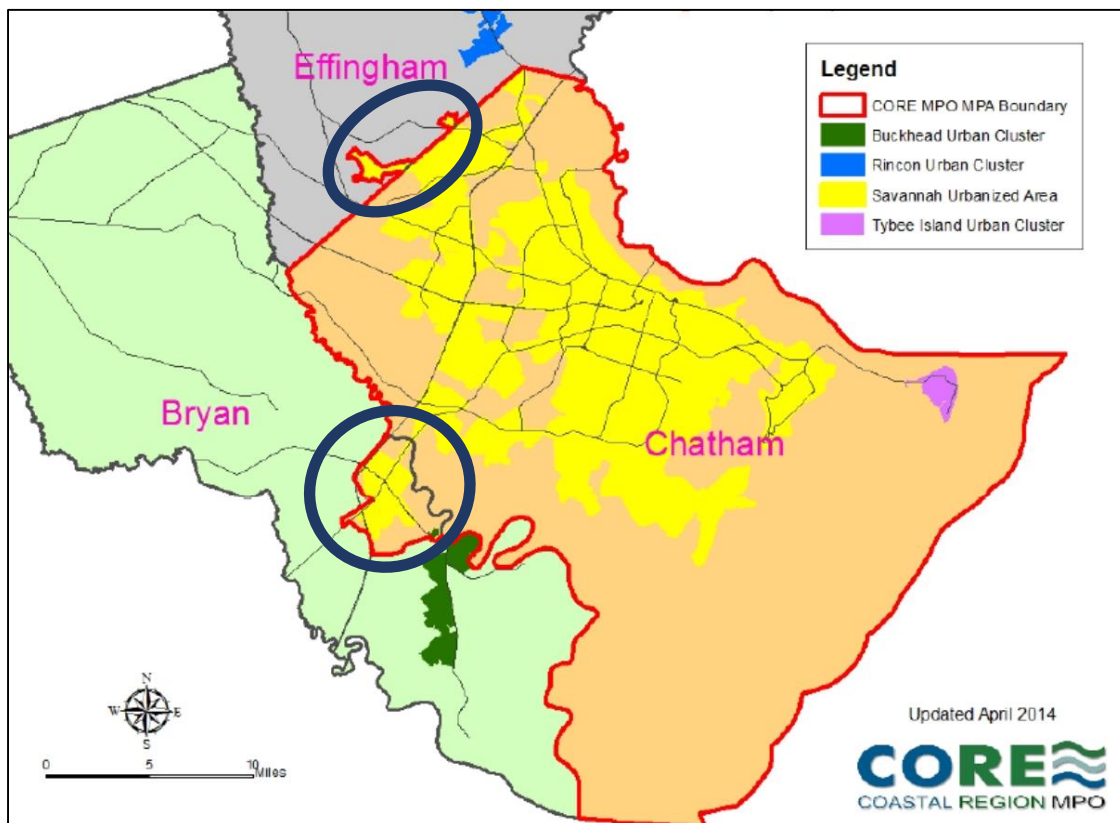 Effingham
Bryan
Chatham
Legend
CORE MPO MPA Boundary
Buckhead Urban Cluster
Rincon Urban Cluster
Savannah Urbanized Area
Tybee Island Urban Cluster
N
W E
S
0 5 10
Miles
Updated April 2014
CORE
COASTAL REGION MPO